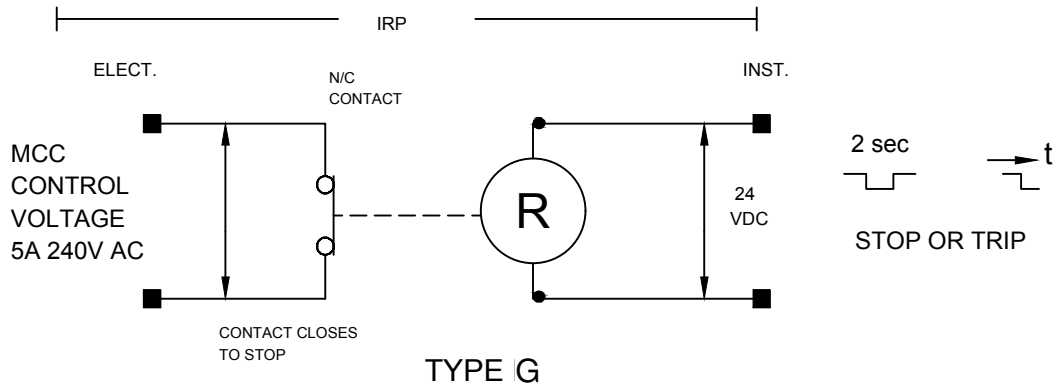 IRP
ELECT.
N/C
CONTACT
INST.
MCC
CONTROL
VOLTAGE
5A 240V AC
R
24
VDC
2 sec
t
STOP OR TRIP
CONTACT CLOSES
TO STOP
TYPE G